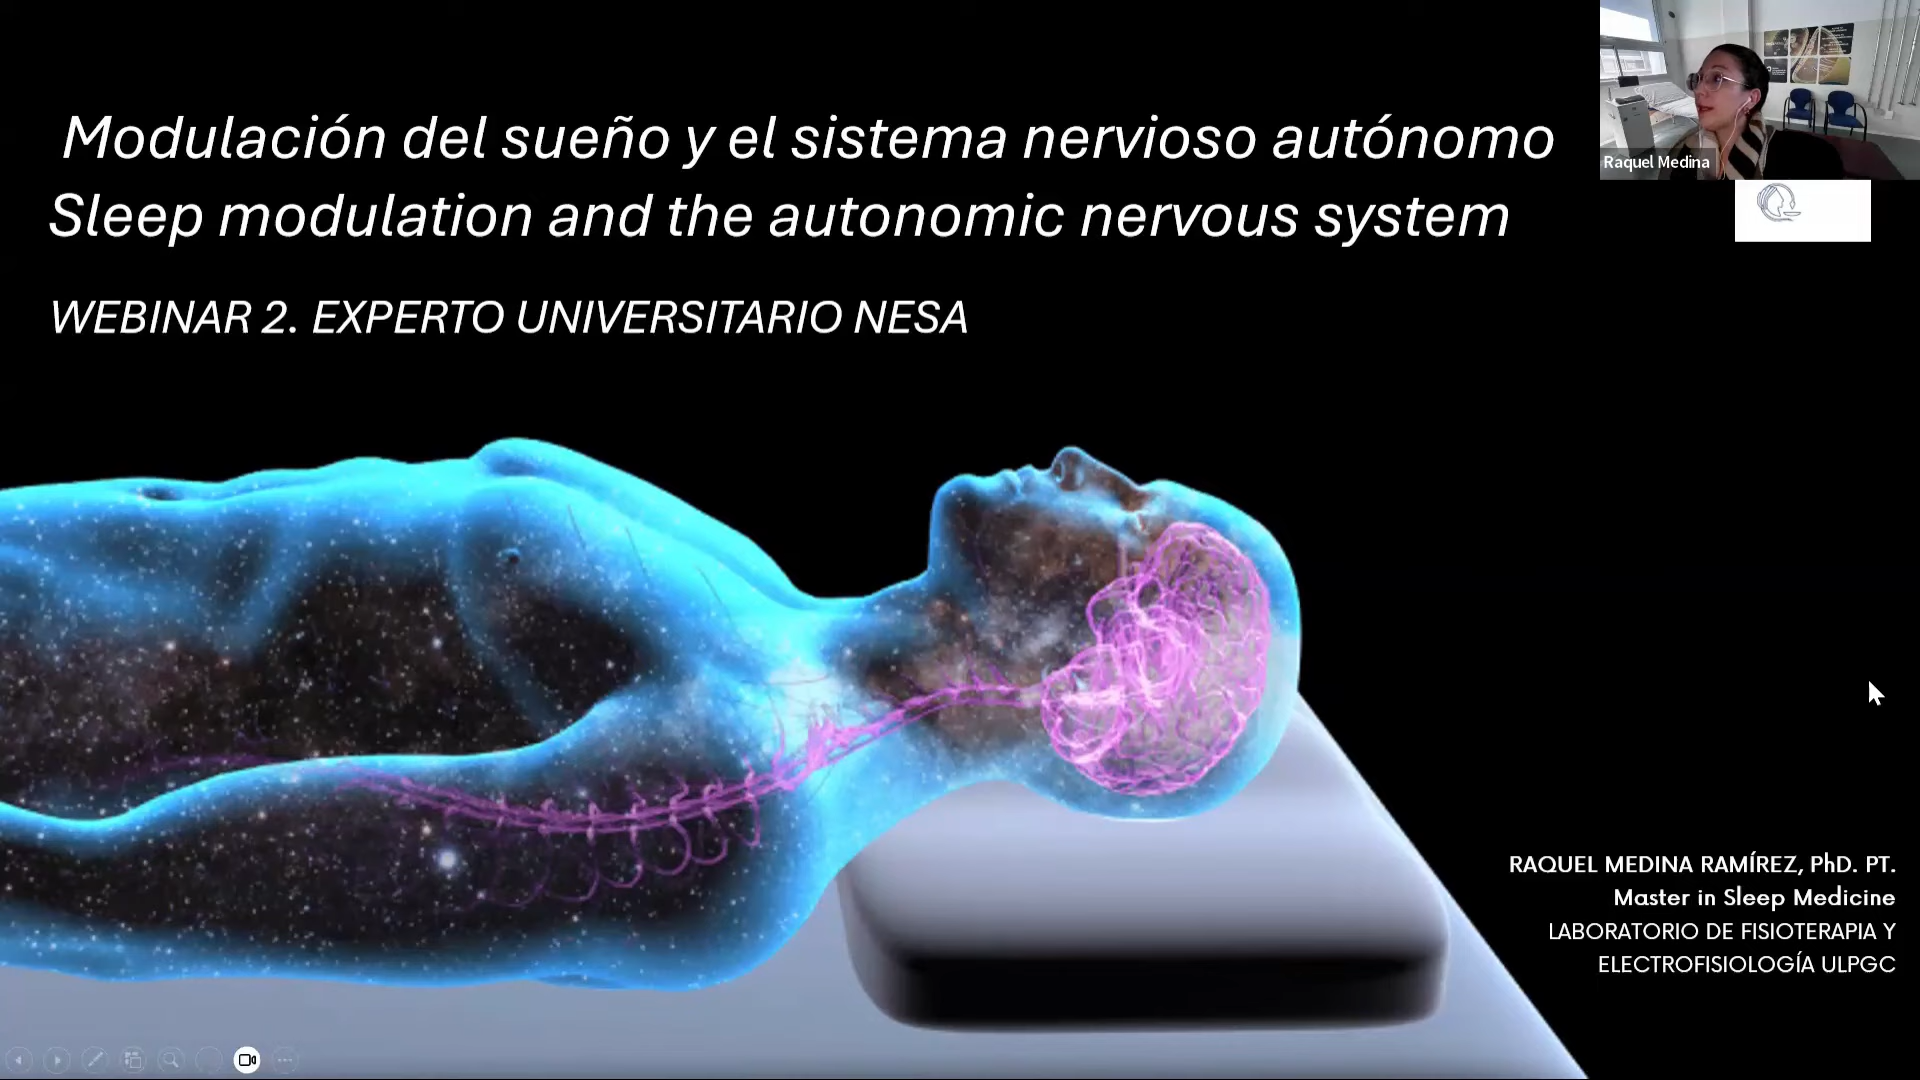 Modulación del sueño y el sistema nervioso autónomo
Sleep modulation and the autonomic nervous system
WEBINAR 2. EXPERTO UNIVERSITARIO NESA
Raquel Medina
RAQUEL MEDINA RAMÍREZ, PhD. PT.
Master in Sleep Medicine
LABORATORIO DE FISIOTERAPIA Y
ELECTROFISIOLOGÍA ULPGC